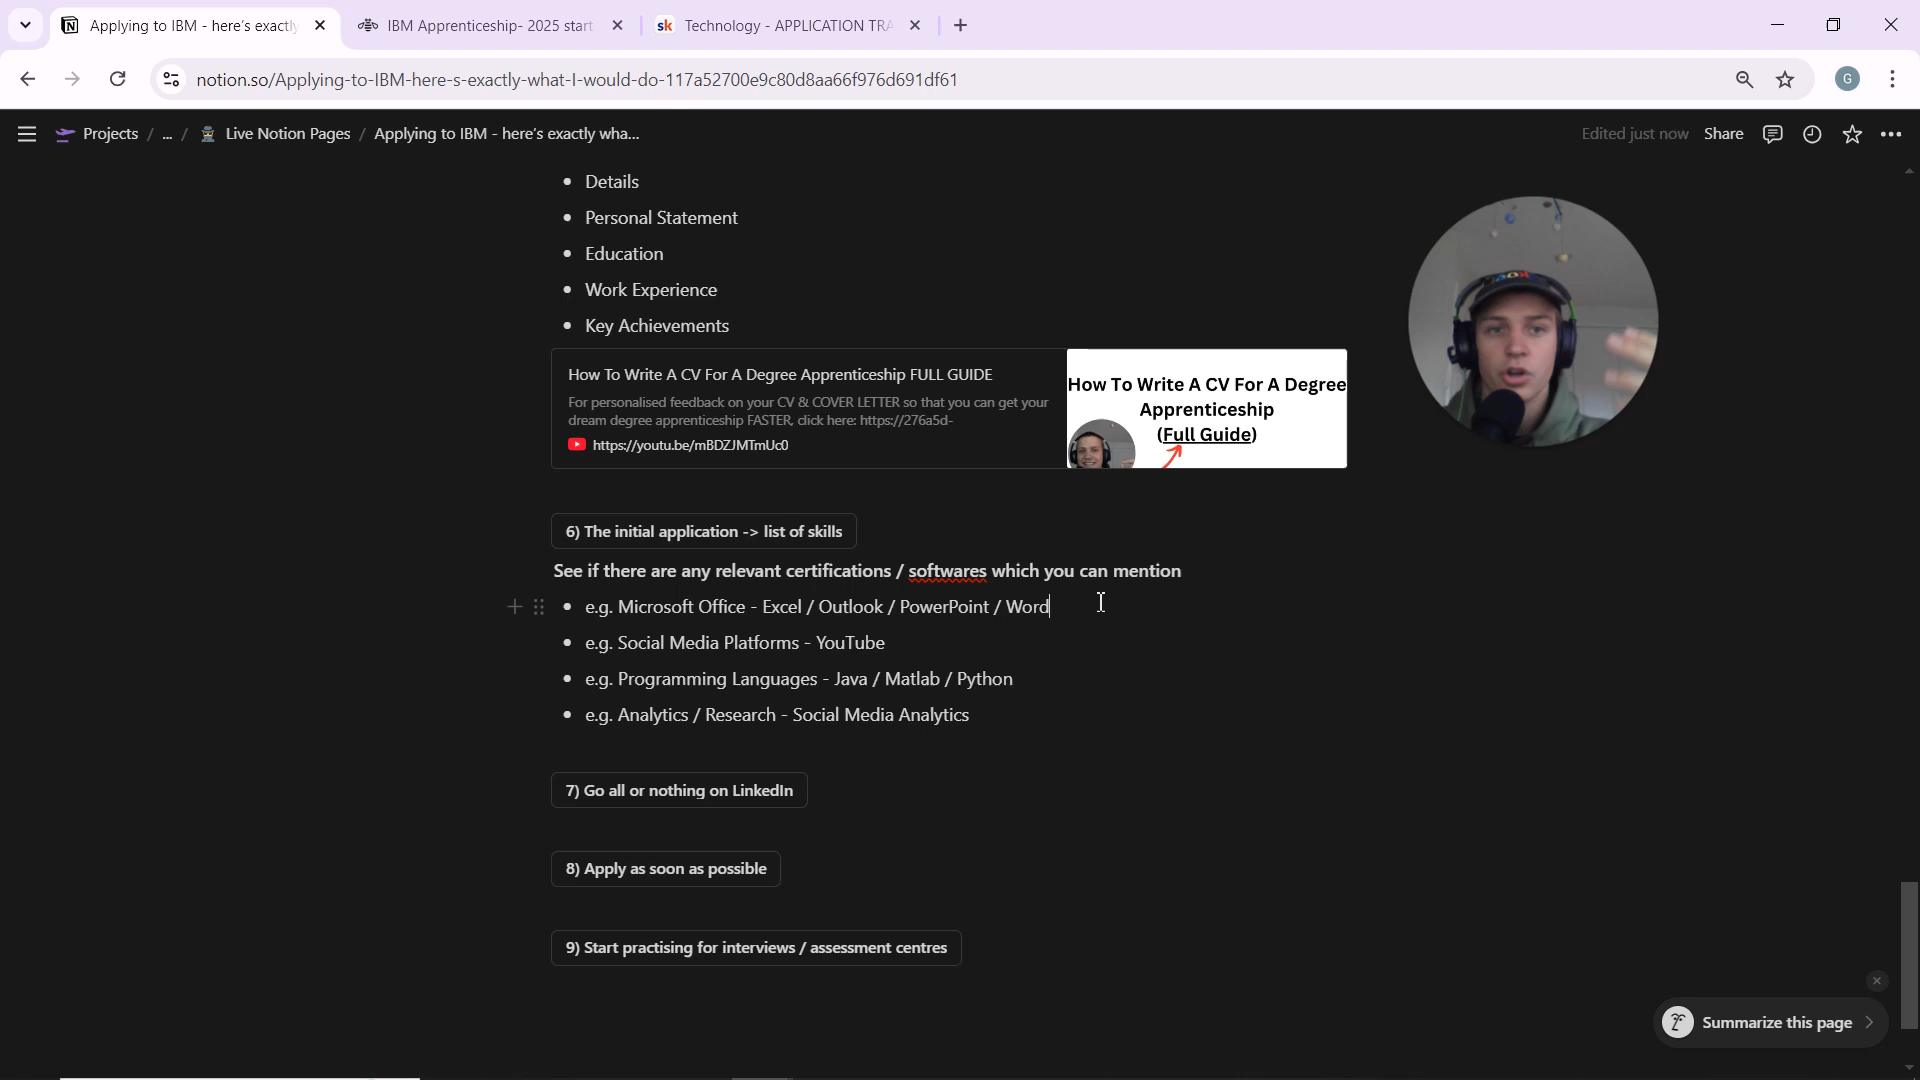 Applying to IBM - here's exactly
IBM Apprenticeship- 2025 start
sk
Technology - APPLICATION TRA
notion.so/Applying-to-IBM-here-s-exactly-what-I-would-do-117a52700e9c80d8aa66f976d691df61
G
Projects / ... / Live Notion Pages / Applying to IBM - here's exactly wha...
Edited just now
Share
• Details
• Personal Statement
• Education
• Work Experience
• Key Achievements
How To Write A CV For A Degree Apprenticeship FULL GUIDE
For personalised feedback on your CV & COVER LETTER so that you can get your
dream degree apprenticeship FASTER, click here: https://276a5d-
https://youtu.be/mBDZJMTmUc0
How To Write A CV For A Degree
Apprenticeship
(Full Guide)
6) The initial application -> list of skills
See if there are any relevant certifications / softwares which you can mention
• e.g. Microsoft Office - Excel / Outlook / PowerPoint / Word
• e.g. Social Media Platforms - YouTube
• e.g. Programming Languages - Java / Matlab / Python
• e.g. Analytics / Research - Social Media Analytics
7) Go all or nothing on LinkedIn
8) Apply as soon as possible
9) Start practising for interviews / assessment centres
Summarize this page